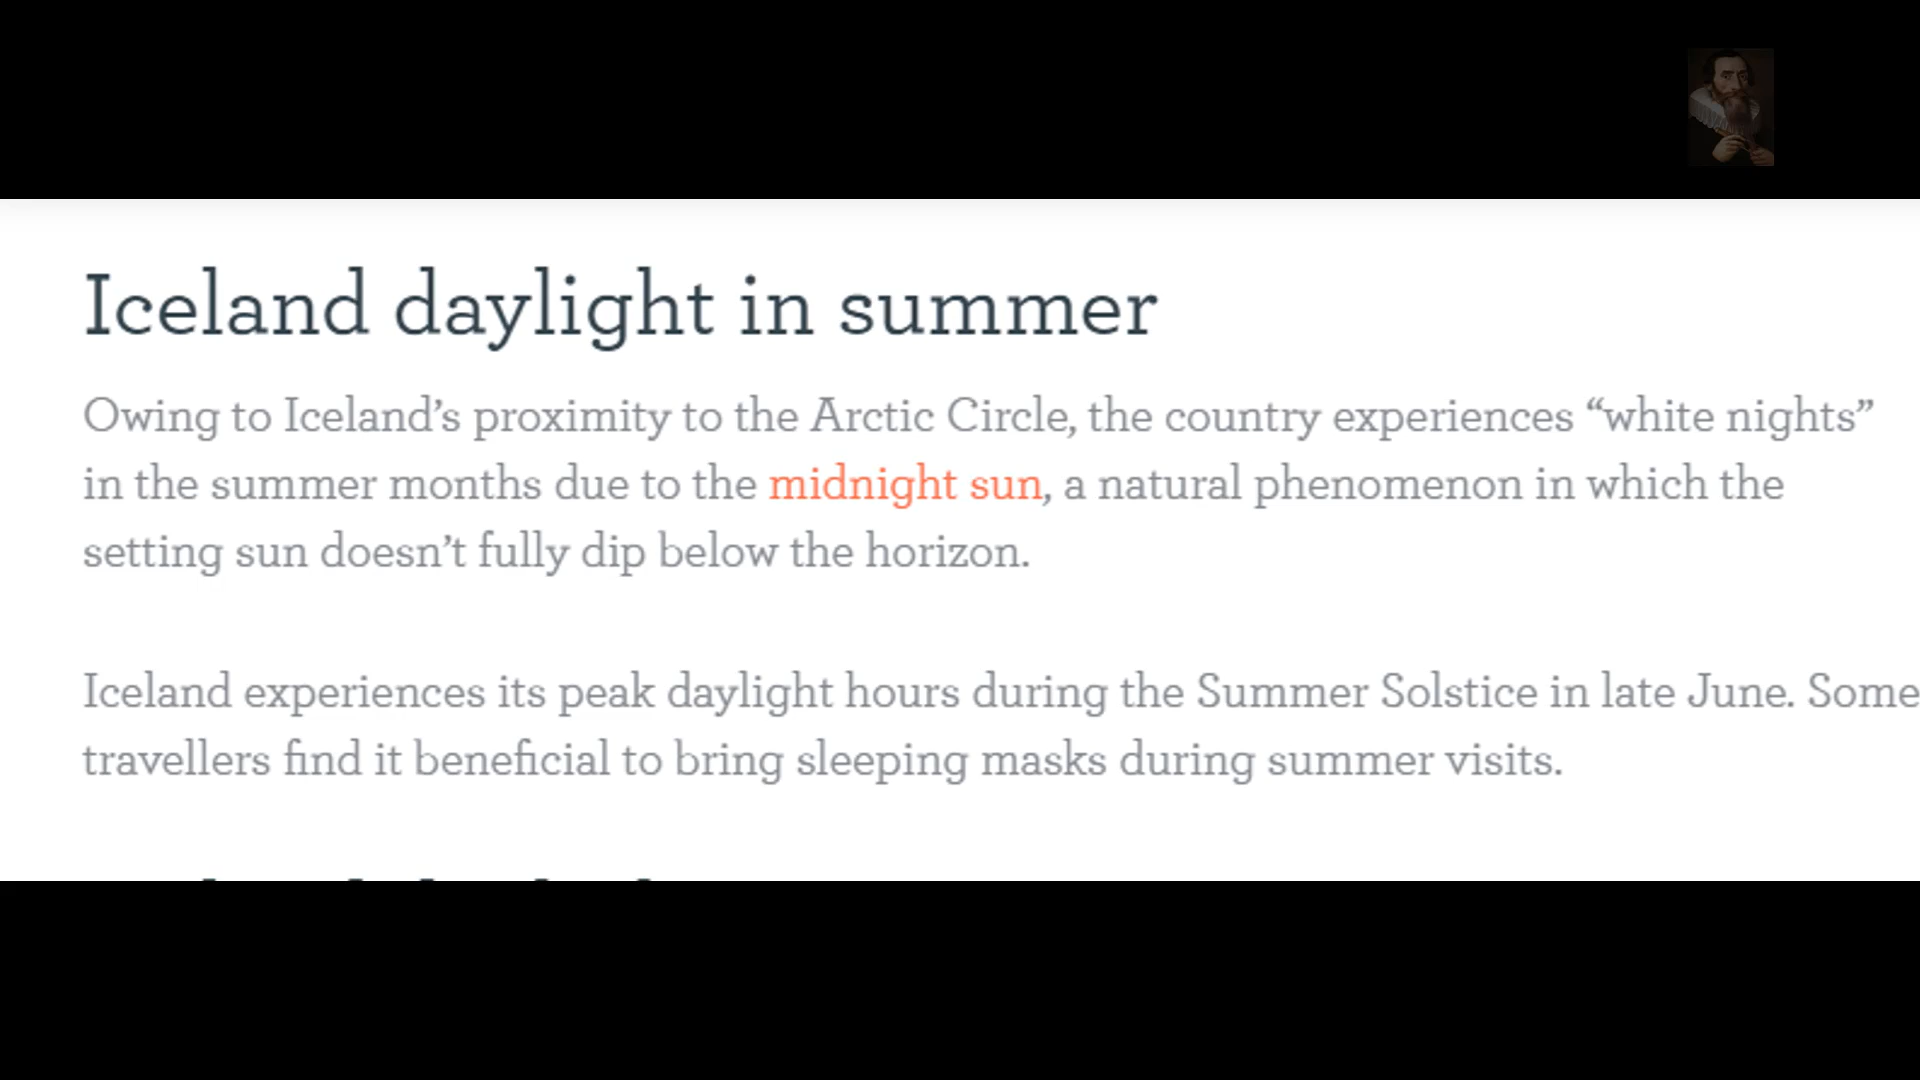 Iceland daylight in summer
Owing to Iceland’s proximity to the Arctic Circle, the country experiences “white nights”
in the summer months due to the midnight sun, a natural phenomenon in which the
setting sun doesn’t fully dip below the horizon.
Iceland experiences its peak daylight hours during the Summer Solstice in late June. Some
travellers find it beneficial to bring sleeping masks during summer visits.